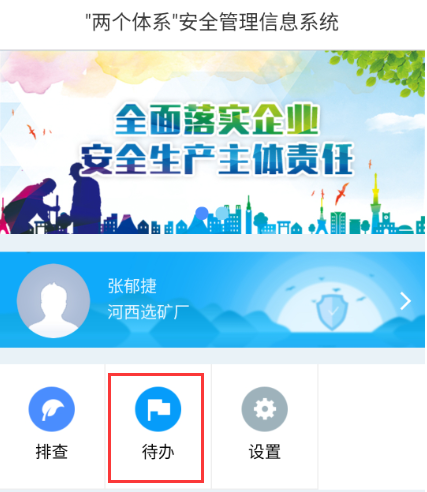 "两个体系"安全管理信息系统
全面落实企业
安全生产主体责任
张郁捷
河西选矿厂
排查
待办
设置